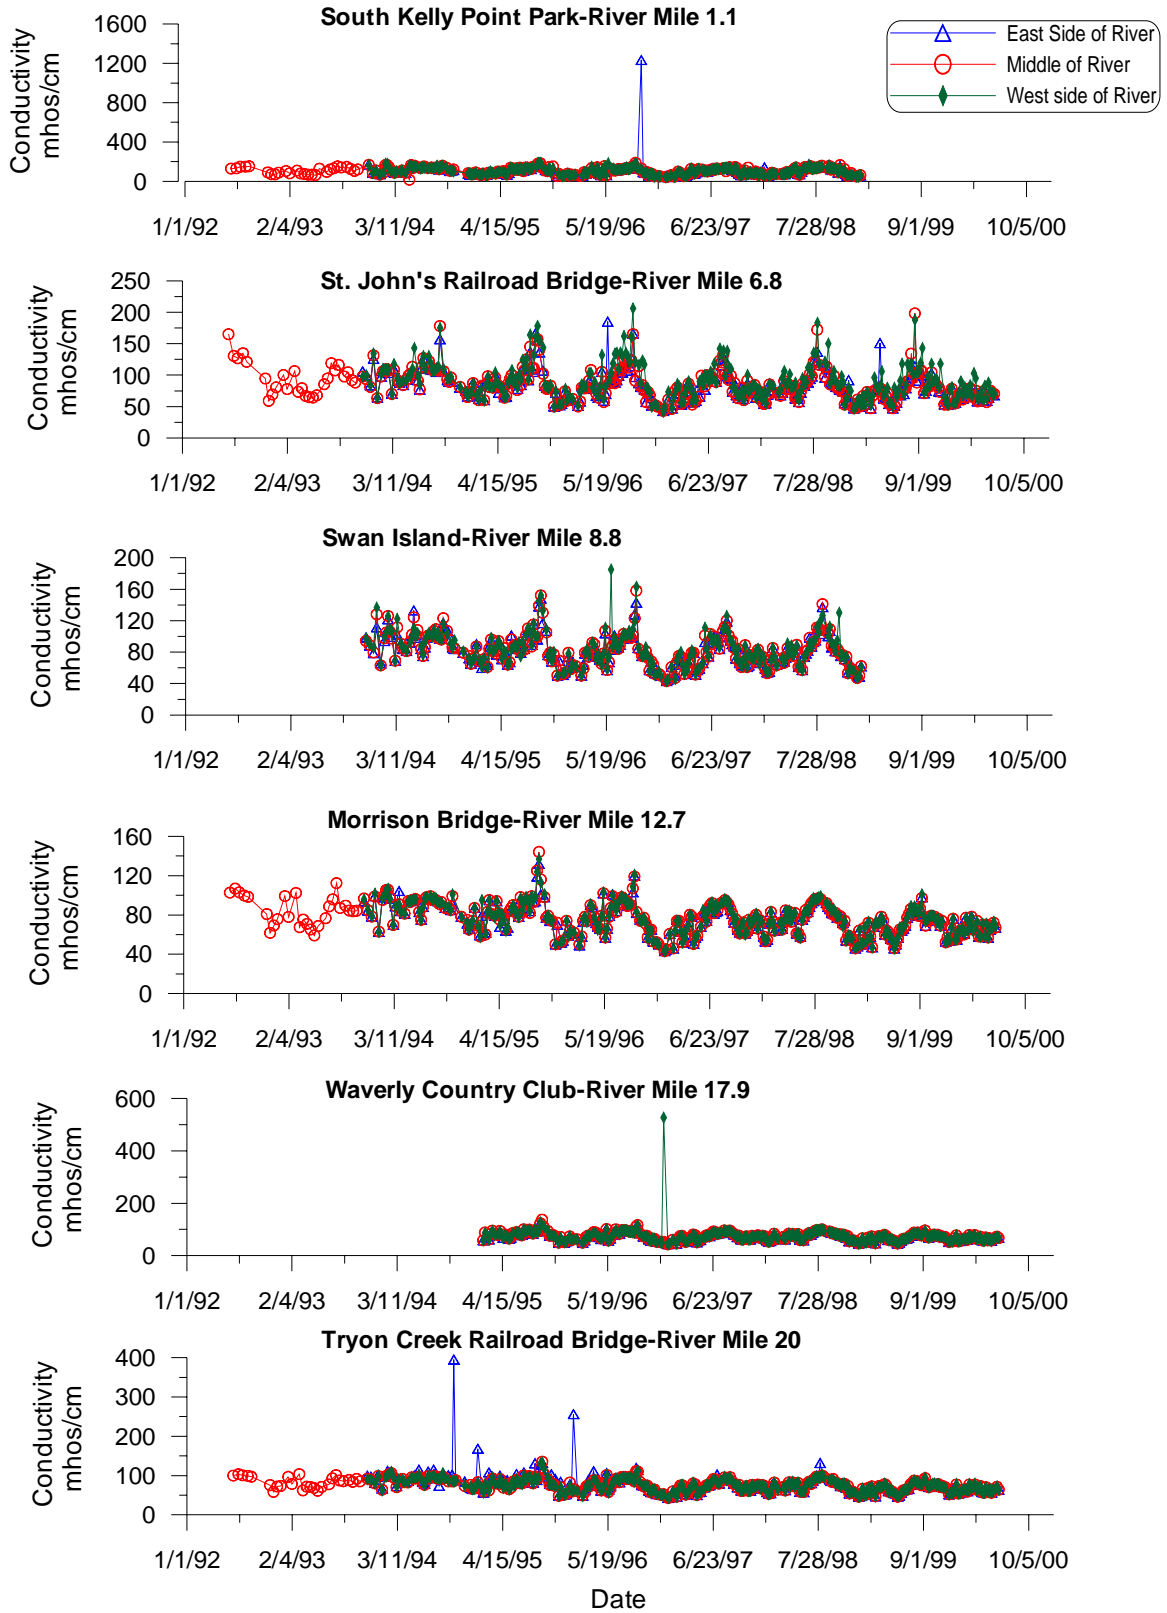 South Kelly Point Park-River Mile 1.1
East Side of River
Middle of River
West side of River
Conductivity
mhos/cm
1600
1200
800
400
0
1/1/92 2/4/93 3/11/94 4/15/95 5/19/96 6/23/97 7/28/98 9/1/99 10/5/00
St. John's Railroad Bridge-River Mile 6.8
Conductivity
mhos/cm
250
200
150
100
50
0
1/1/92 2/4/93 3/11/94 4/15/95 5/19/96 6/23/97 7/28/98 9/1/99 10/5/00
Swan Island-River Mile 8.8
Conductivity
mhos/cm
200
160
120
80
40
0
1/1/92 2/4/93 3/11/94 4/15/95 5/19/96 6/23/97 7/28/98 9/1/99 10/5/00
Morrison Bridge-River Mile 12.7
Conductivity
mhos/cm
160
120
80
40
0
1/1/92 2/4/93 3/11/94 4/15/95 5/19/96 6/23/97 7/28/98 9/1/99 10/5/00
Waverly Country Club-River Mile 17.9
Conductivity
mhos/cm
600
400
200
0
1/1/92 2/4/93 3/11/94 4/15/95 5/19/96 6/23/97 7/28/98 9/1/99 10/5/00
Tryon Creek Railroad Bridge-River Mile 20
Conductivity
mhos/cm
400
300
200
100
0
1/1/92 2/4/93 3/11/94 4/15/95 5/19/96 6/23/97 7/28/98 9/1/99 10/5/00
Date